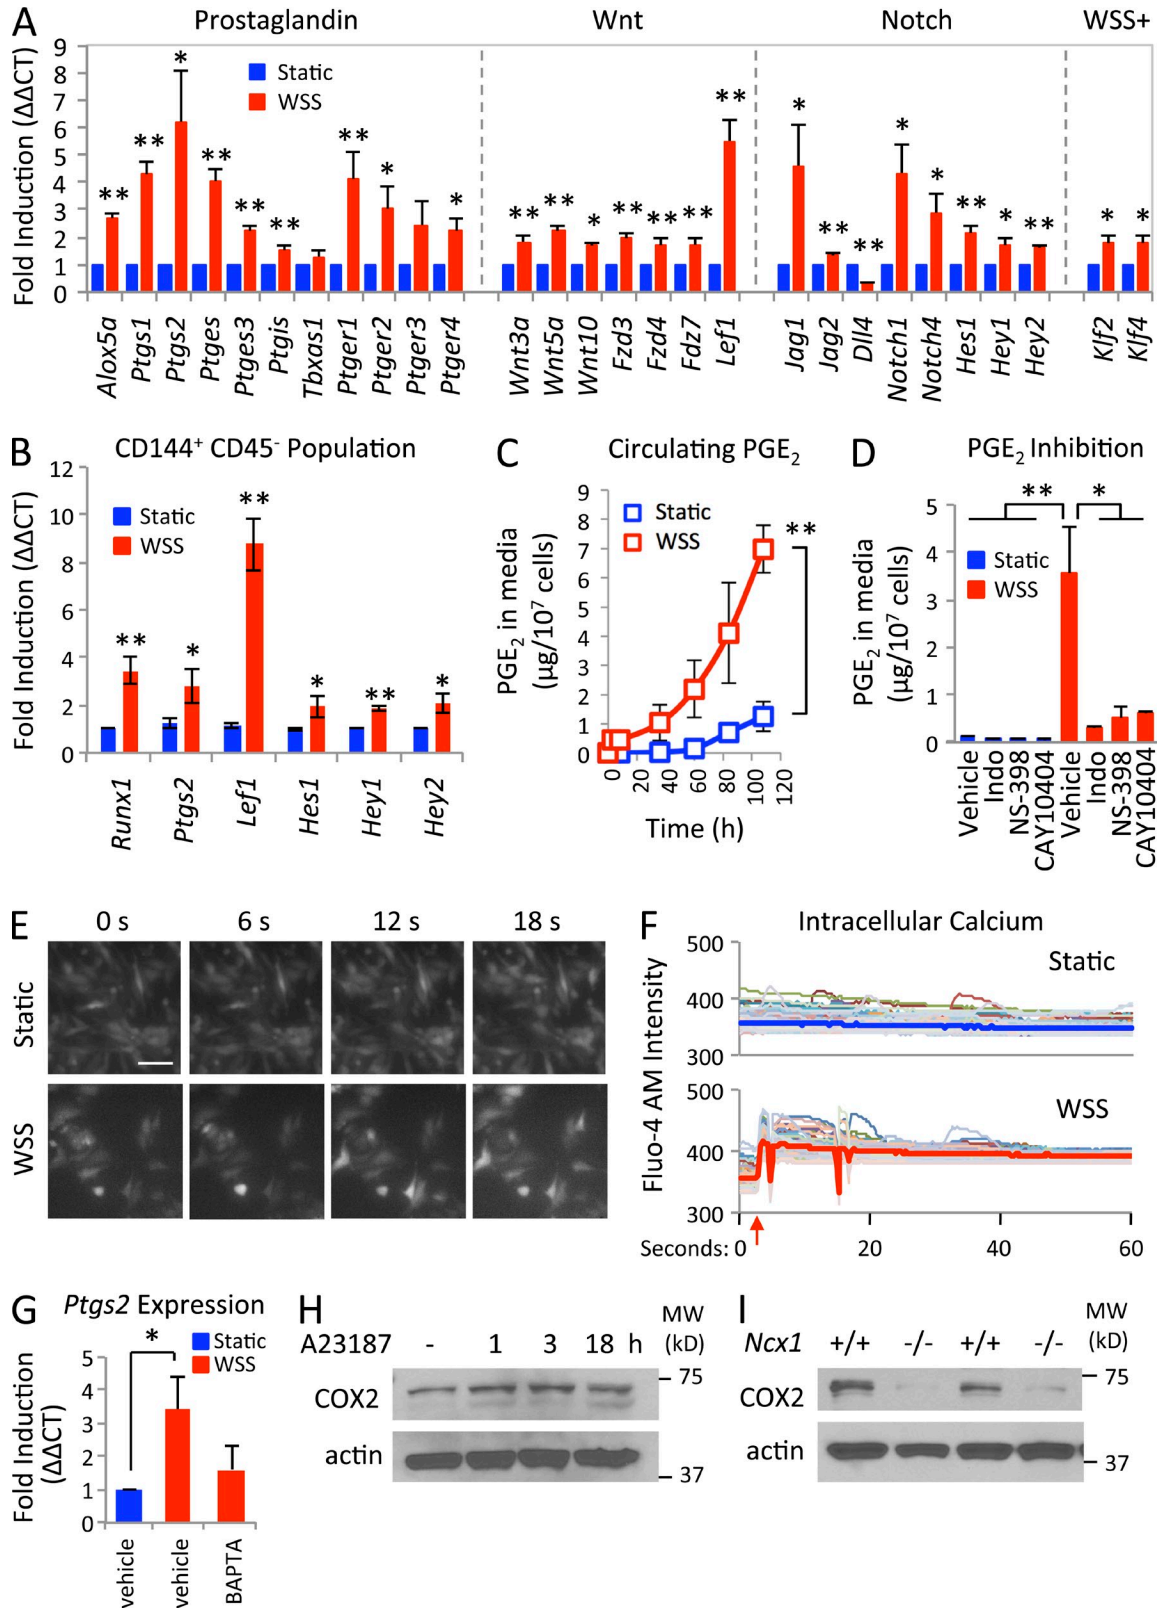 A
Prostaglandin
Wnt
Notch
WSS+
Fold Induction (ΔΔCT)
9
8
7
6
5
4
3
2
1
0
Static
WSS
** ** * ** ** ** ** * *
** ** * ** ** ** **
* ** ** * * ** * **
* *
Alox5a Ptgs1 Ptgs2 Ptges Ptges3 Ptgis Tbxas1 Ptger1 Ptger2 Ptger3 Ptger4
Wnt3a Wnt5a Wnt10 Fzd3 Fzd4 Fdz7 Lef1
Jag1 Jag2 Dll4 Notch1 Notch4 Hes1 Hey1 Hey2
Klf2 Klf4
B
CD144+ CD45- Population
Fold Induction (ΔΔCT)
12
10
8
6
4
2
0
Static
WSS
** * ** * ** *
Runx1 Ptgs2 Lef1 Hes1 Hey1 Hey2
C
Circulating PGE2
PGE2 in media
(µg/10⁷ cells)
9
8
7
6
5
4
3
2
1
0
Static
WSS
**
0 20 40 60 80 100 120
Time (h)
D
PGE2 Inhibition
PGE2 in media
(µg/10⁷ cells)
5
4
3
2
1
0
** *
Static
WSS
Vehicle Indo NS-398 CAY10404 Vehicle Indo NS-398 CAY10404
E
0 s 6 s 12 s 18 s
Static
WSS
F
Intracellular Calcium
Fluo-4 AM Intensity
500
400
300
Static
500
400
300
WSS
Seconds: 0 20 40 60
G
Ptgs2 Expression
Fold Induction
(ΔΔCT)
5
4
3
2
1
0
*
Static
WSS
vehicle vehicle BAPTA
H
A23187 - 1 3 18 h
MW
(kD)
COX2
75
actin
37
I
Ncx1 +/+ -/- +/+ -/-
MW
(kD)
COX2
75
actin
37